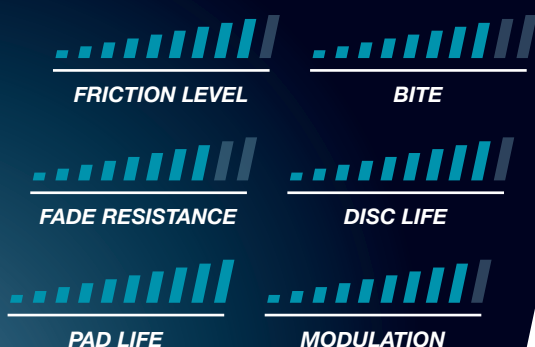 FRICTION LEVEL
BITE
FADE RESISTANCE
DISC LIFE
PAD LIFE
MODULATION